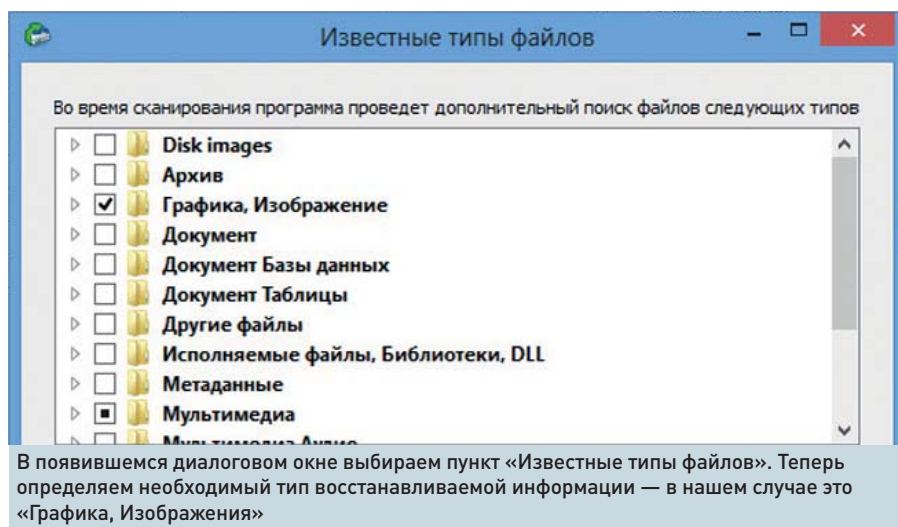 Известные типы файлов
Во время сканирования программа проведет дополнительный поиск файлов следующих типов
Disk images
Архив
Графика, Изображение
Документ
Документ Базы данных
Документ Таблицы
Другие файлы
Исполняемые файлы, Библиотеки, DLL
Метаданные
Мультимедиа
Мультимедиа Аудио
В появившемся диалоговом окне выбираем пункт «Известные типы файлов». Теперь
определяем необходимый тип восстанавливаемой информации — в нашем случае это
«Графика, Изображения»